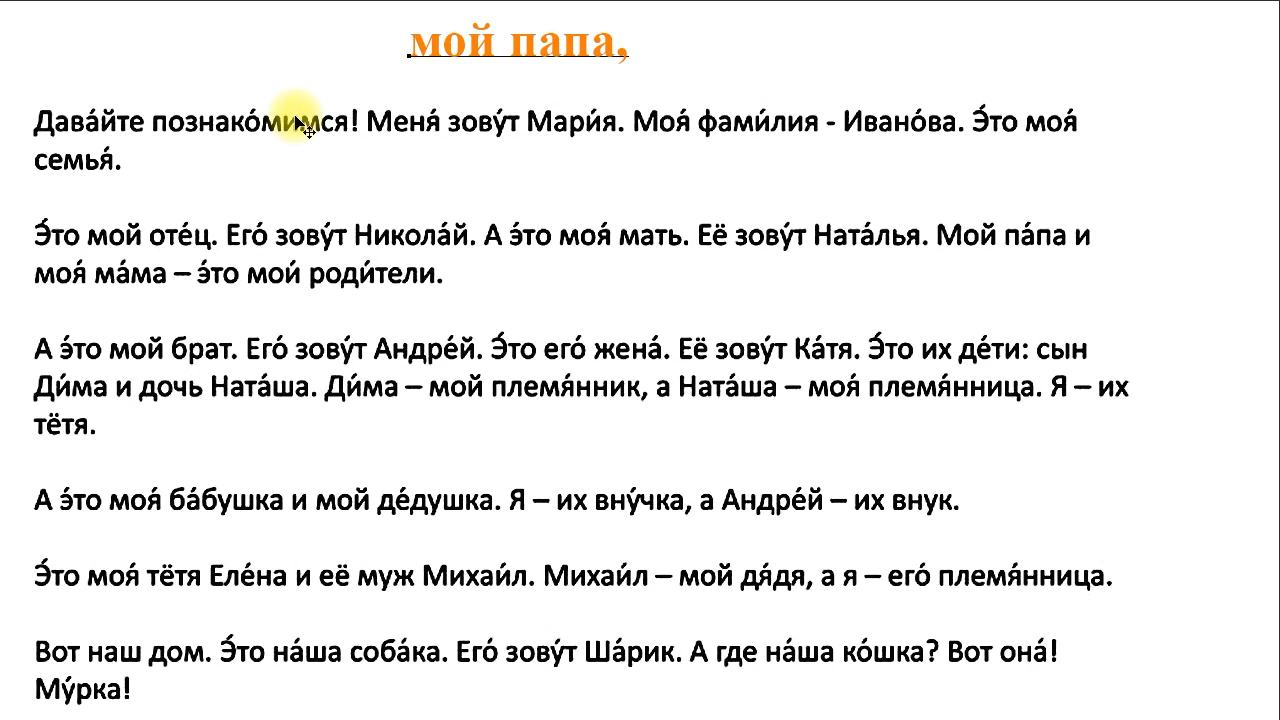 мой папа,
Дава́йте познако́мимся! Меня́ зову́т Мари́я. Моя́ фами́лия - Ивано́ва. Э́то моя́
семья́.
Э́то мой оте́ц. Его́ зову́т Никола́й. А э́то моя́ мать. Её зову́т Ната́лья. Мой па́па и
моя́ ма́ма – э́то мои́ роди́тели.
А э́то мой брат. Его́ зову́т Андре́й. Э́то его́ жена́. Её зову́т Ка́тя. Э́то их де́ти: сын
Ди́ма и дочь Ната́ша. Ди́ма – мой племя́нник, а Ната́ша – моя́ племя́нница. Я – их
тётя.
А э́то моя́ ба́бушка и мой де́душка. Я – их вну́чка, а Андре́й – их внук.
Э́то моя́ тётя Еле́на и её муж Михаи́л. Михаи́л – мой дя́дя, а я – его́ племя́нница.
Вот наш дом. Э́то на́ша соба́ка. Его́ зову́т Ша́рик. А где на́ша ко́шка? Вот она́!
Му́рка!